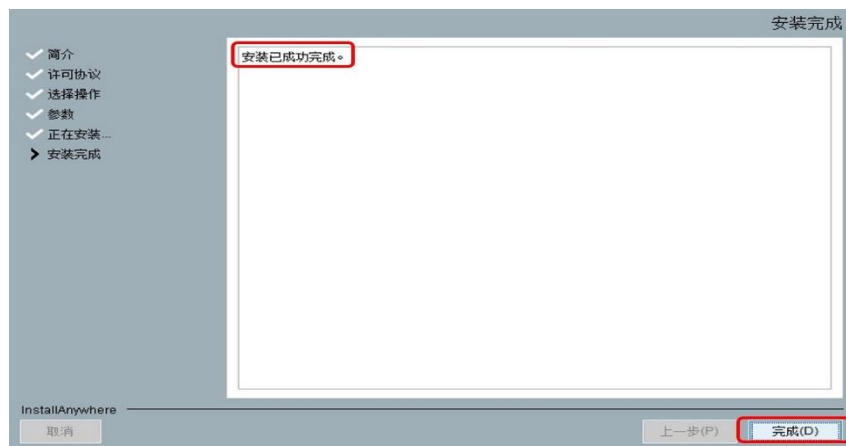 安装完成
简介
许可协议
选择操作
参数
正在安装...
安装完成
安装已成功完成。
InstallAnywhere
取消
上一步(P)
完成(D)